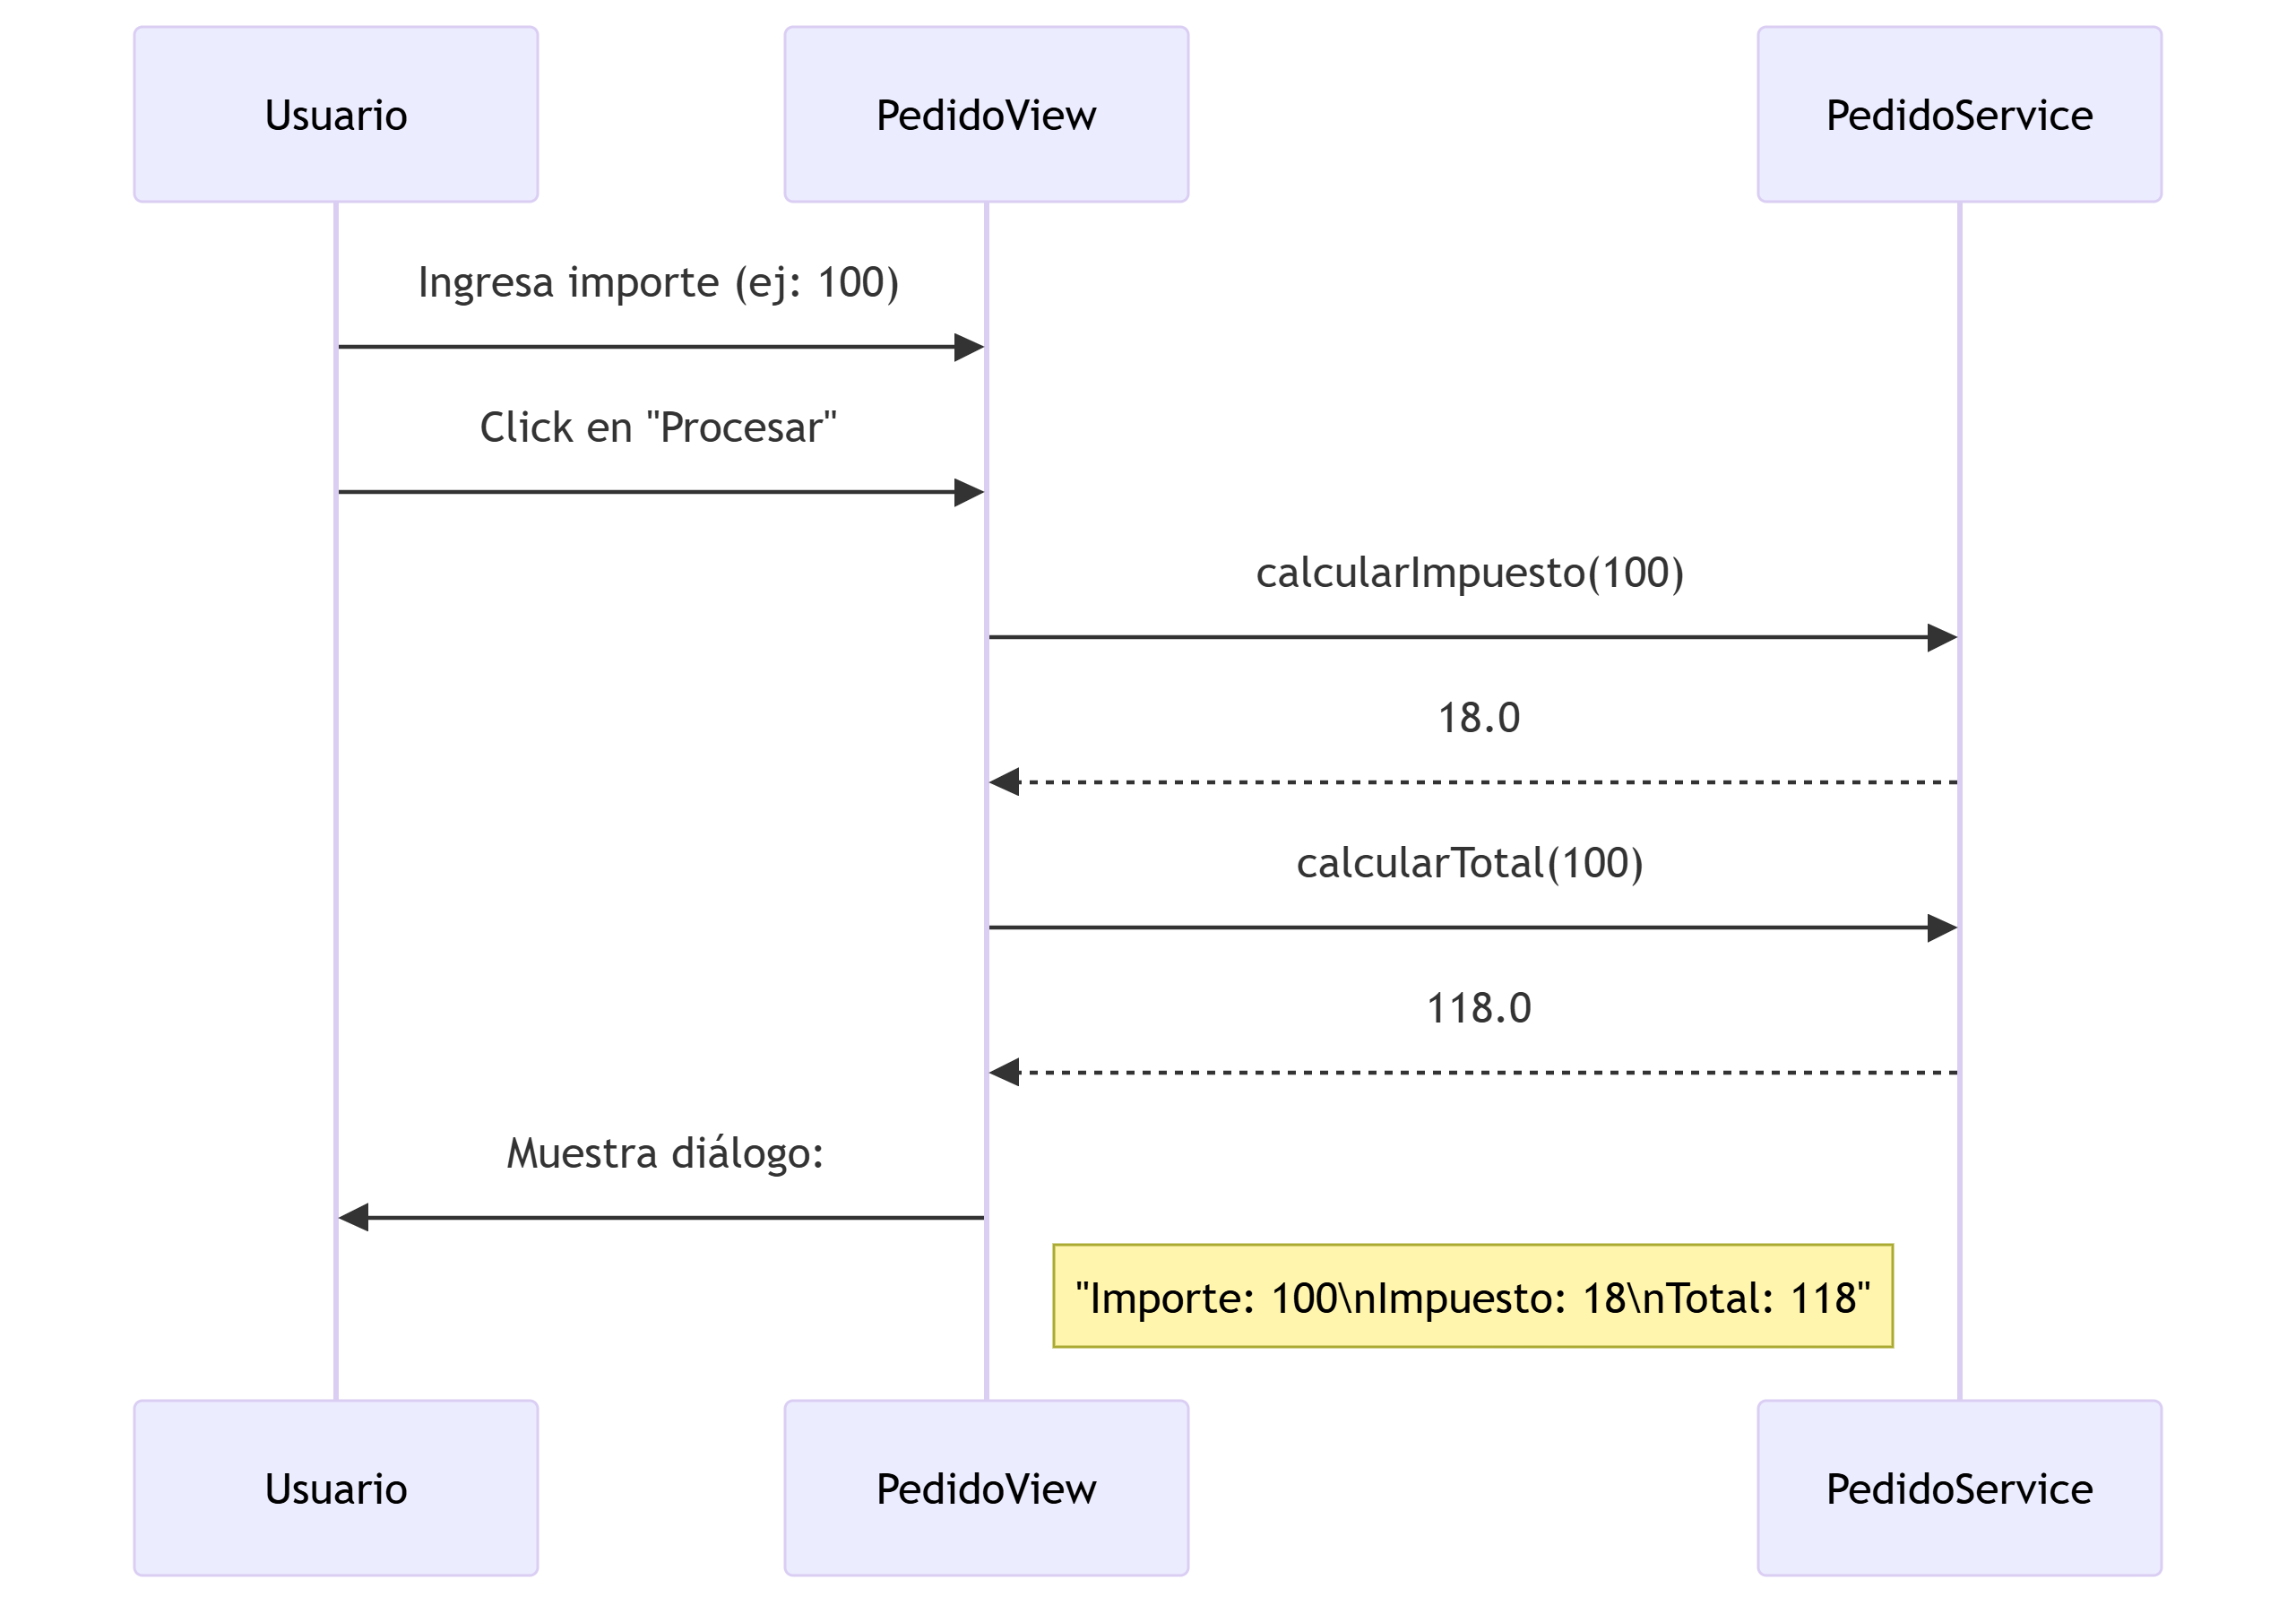 Usuario
PedidoView
PedidoService
Ingresa importe (ej: 100)
Click en "Procesar"
calcularImpuesto(100)
18.0
calcularTotal(100)
118.0
Muestra diálogo:
"Importe: 100\nImpuesto: 18\nTotal: 118"
Usuario
PedidoView
PedidoService